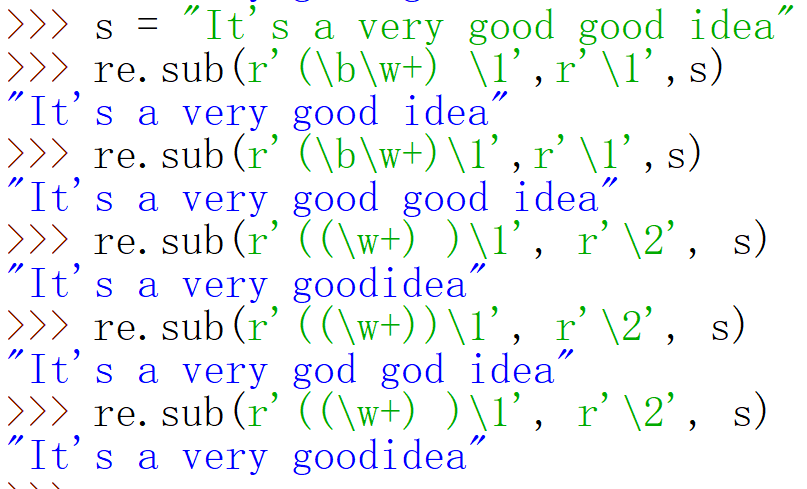 >>> s = "It's a very good good idea"
>>> re.sub(r'(\b\w+) \1',r'\1',s)
"It's a very good idea"
>>> re.sub(r'(\b\w+)\1',r'\1',s)
"It's a very good good idea"
>>> re.sub(r'((\w+) )\1', r'\2', s)
"It's a very goodidea"
>>> re.sub(r'((\w+))\1', r'\2', s)
"It's a very god god idea"
>>> re.sub(r'((\w+) )\1', r'\2', s)
"It's a very goodidea"